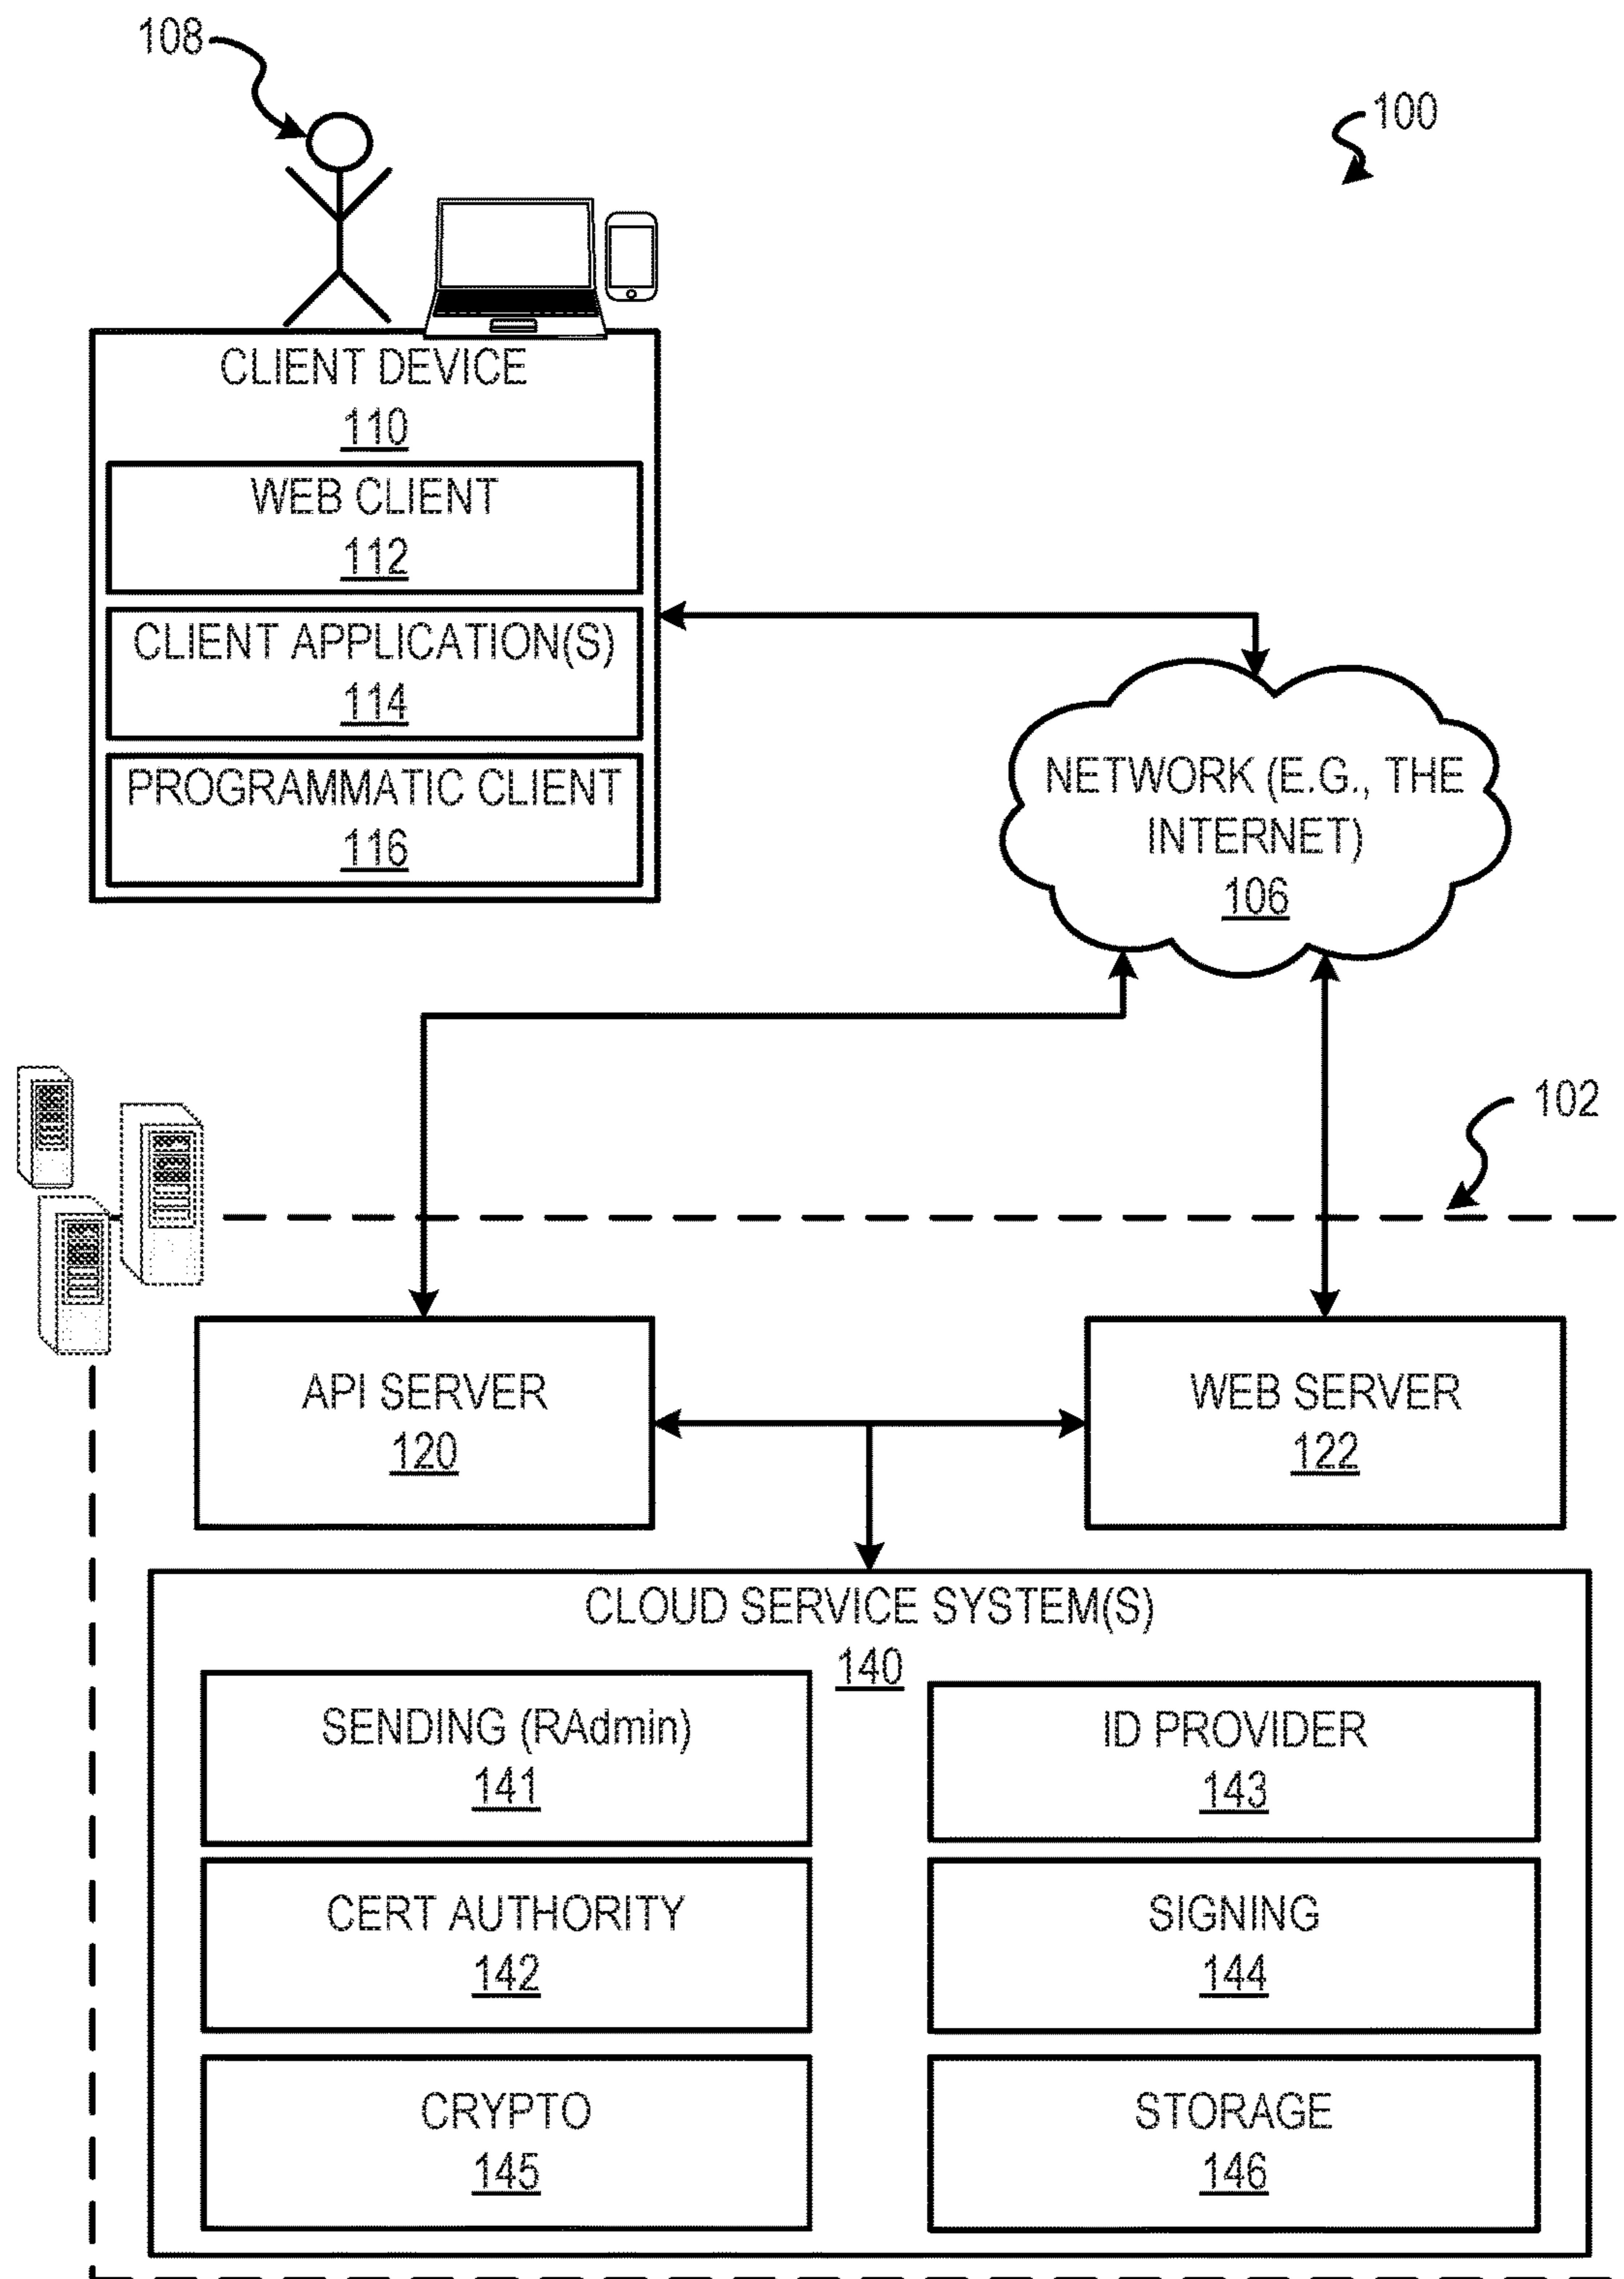 108
100
CLIENT DEVICE
110
WEB CLIENT
112
CLIENT APPLICATION(S)
114
PROGRAMMATIC CLIENT
116
NETWORK (E.G., THE
INTERNET)
106
102
API SERVER
120
WEB SERVER
122
CLOUD SERVICE SYSTEM(S)
140
SENDING (RAdmin)
141
ID PROVIDER
143
CERT AUTHORITY
142
SIGNING
144
CRYPTO
145
STORAGE
146